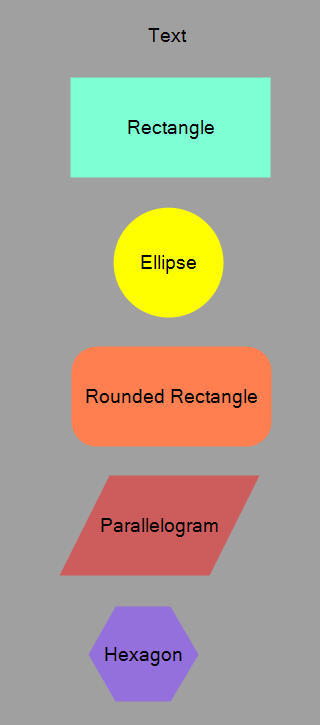 Text
Rectangle
Ellipse
Rounded Rectangle
Parallelogram
Hexagon